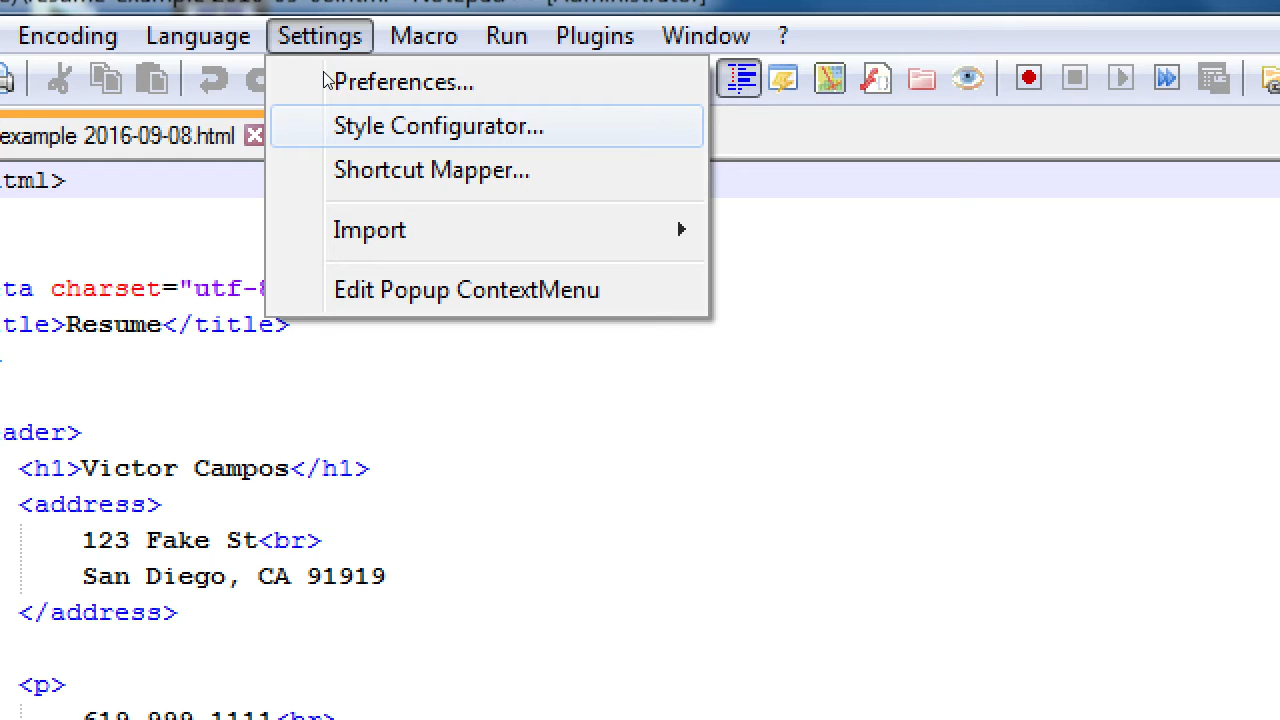 Encoding Language Settings Macro Run Plugins Window ?
Preferences...
Style Configurator...
Shortcut Mapper...
Import
Edit Popup ContextMenu
example 2016-09-08.html
tml>
ta charset="utf-8
tle>Resume</title>
ader>
<h1>Victor Campos</h1>
<address>
123 Fake St<br>
San Diego, CA 91919
</address>
<p>